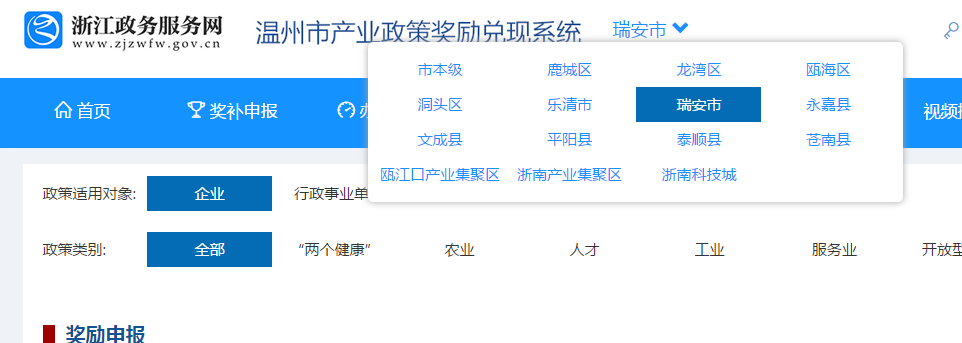 浙江政务服务网
www.zjzwfw.gov.cn
温州市产业政策奖励兑现系统 瑞安市
市本级 鹿城区 龙湾区 瓯海区
首页 奖补申报
洞头区 乐清市 瑞安市 永嘉县
视频
文成县 平阳县 泰顺县 苍南县
瓯江口产业集聚区 浙南产业集聚区 浙南科技城
政策适用对象: 企业 行政事业单
政策类别: 全部 “两个健康” 农业 人才 工业 服务业 开放型
奖励申报